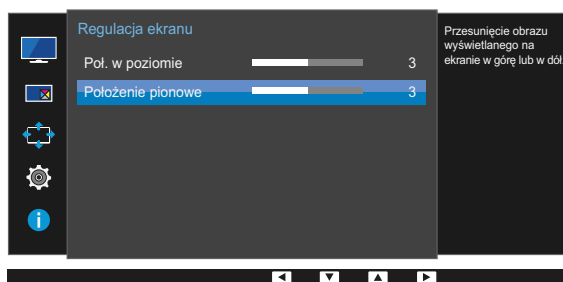 Regulacja ekranu
Poł. w poziomie 3
Położenie pionowe 3
Przesunięcie obrazu
wyświetlanego na
ekranie w górę lub w dół.